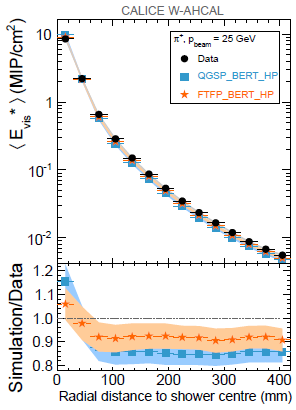 CALICE W-AHCAL
⟨ E_vis* ⟩ (MIP/cm²)
10
1
10⁻¹
10⁻²
π⁺, p_beam = 25 GeV
Data
QGSP_BERT_HP
FTFP_BERT_HP
Simulation/Data
1.2
1.1
1.0
0.9
0.8
0 100 200 300 400
Radial distance to shower centre (mm)